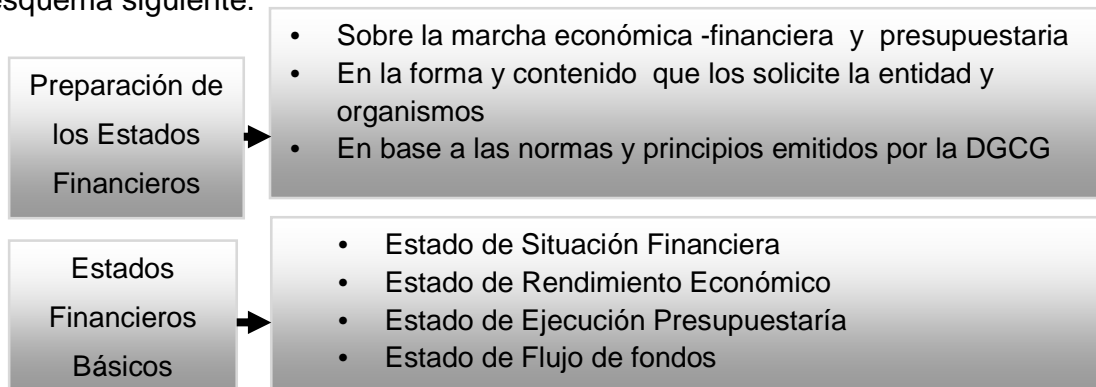 esquema siguiente:
Preparación de
los Estados
Financieros
• Sobre la marcha económica -financiera y presupuestaria
• En la forma y contenido que los solicite la entidad y
organismos
• En base a las normas y principios emitidos por la DGCG
Estados
Financieros
Básicos
• Estado de Situación Financiera
• Estado de Rendimiento Económico
• Estado de Ejecución Presupuestaría
• Estado de Flujo de fondos